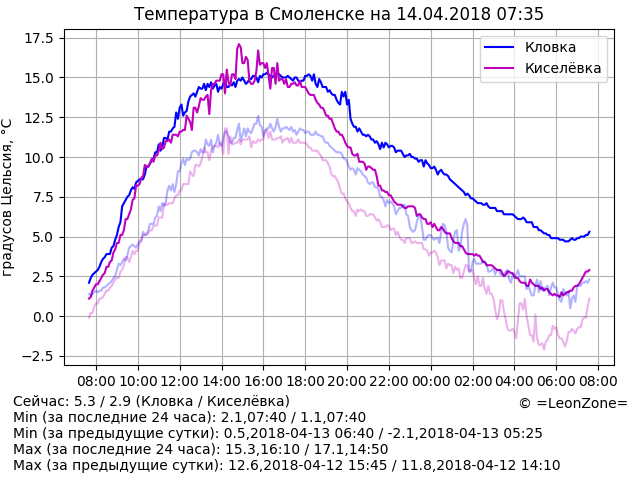 Температура в Смоленске на 14.04.2018 07:35
градусов Цельсия, °C
17.5
15.0
12.5
10.0
7.5
5.0
2.5
0.0
−2.5
Кловка
Киселёвка
08:00 10:00 12:00 14:00 16:00 18:00 20:00 22:00 00:00 02:00 04:00 06:00 08:00
Сейчас: 5.3 / 2.9 (Кловка / Киселёвка)
© =LeonZone=
Min (за последние 24 часа): 2.1,07:40 / 1.1,07:40
Min (за предыдущие сутки): 0.5,2018-04-13 06:40 / -2.1,2018-04-13 05:25
Max (за последние 24 часа): 15.3,16:10 / 17.1,14:50
Max (за предыдущие сутки): 12.6,2018-04-12 15:45 / 11.8,2018-04-12 14:10